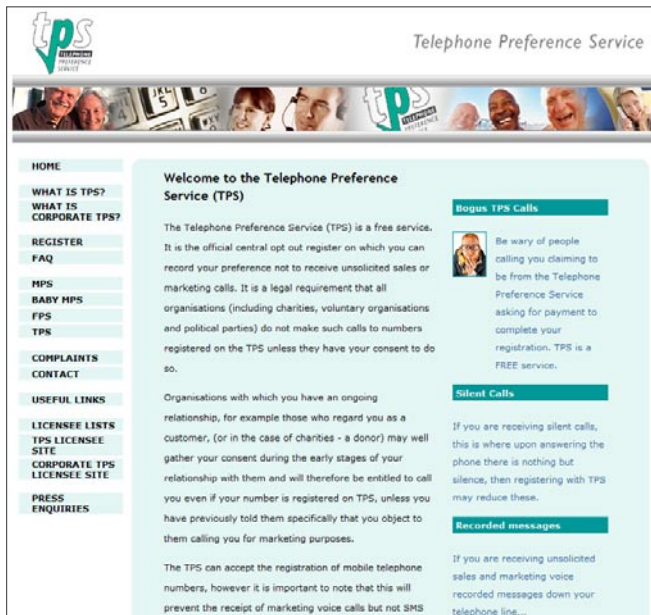 tps
TELEPHONE
PREFERENCE
SERVICE
Telephone Preference Service
4
JKL
5
tps
TELEPHONE
PREFERENCE
SERVICE
HOME
WHAT IS TPS?
WHAT IS
CORPORATE TPS?
REGISTER
FAQ
MPS
BABY MPS
FPS
TPS
COMPLAINTS
CONTACT
USEFUL LINKS
LICENSEE LISTS
TPS LICENSEE
SITE
CORPORATE TPS
LICENSEE SITE
PRESS
ENQUIRIES
Welcome to the Telephone Preference
Service (TPS)
The Telephone Preference Service (TPS) is a free service.
It is the official central opt out register on which you can
record your preference not to receive unsolicited sales or
marketing calls. It is a legal requirement that all
organisations (including charities, voluntary organisations
and political parties) do not make such calls to numbers
registered on the TPS unless they have your consent to do
so.
Organisations with which you have an ongoing
relationship, for example those who regard you as a
customer, (or in the case of charities - a donor) may well
gather your consent during the early stages of your
relationship with them and will therefore be entitled to call
you even if your number is registered on TPS, unless you
have previously told them specifically that you object to
them calling you for marketing purposes.
The TPS can accept the registration of mobile telephone
numbers, however it is important to note that this will
prevent the receipt of marketing voice calls but not SMS
Bogus TPS Calls
Be wary of people
calling you claiming to
be from the Telephone
Preference Service
asking for payment to
complete your
registration. TPS is a
FREE service.
Silent Calls
If you are receiving silent calls,
this is where upon answering the
phone there is nothing but
silence, then registering with TPS
may reduce these.
Recorded messages
If you are receiving unsolicited
sales and marketing voice
recorded messages down your
telephone line...